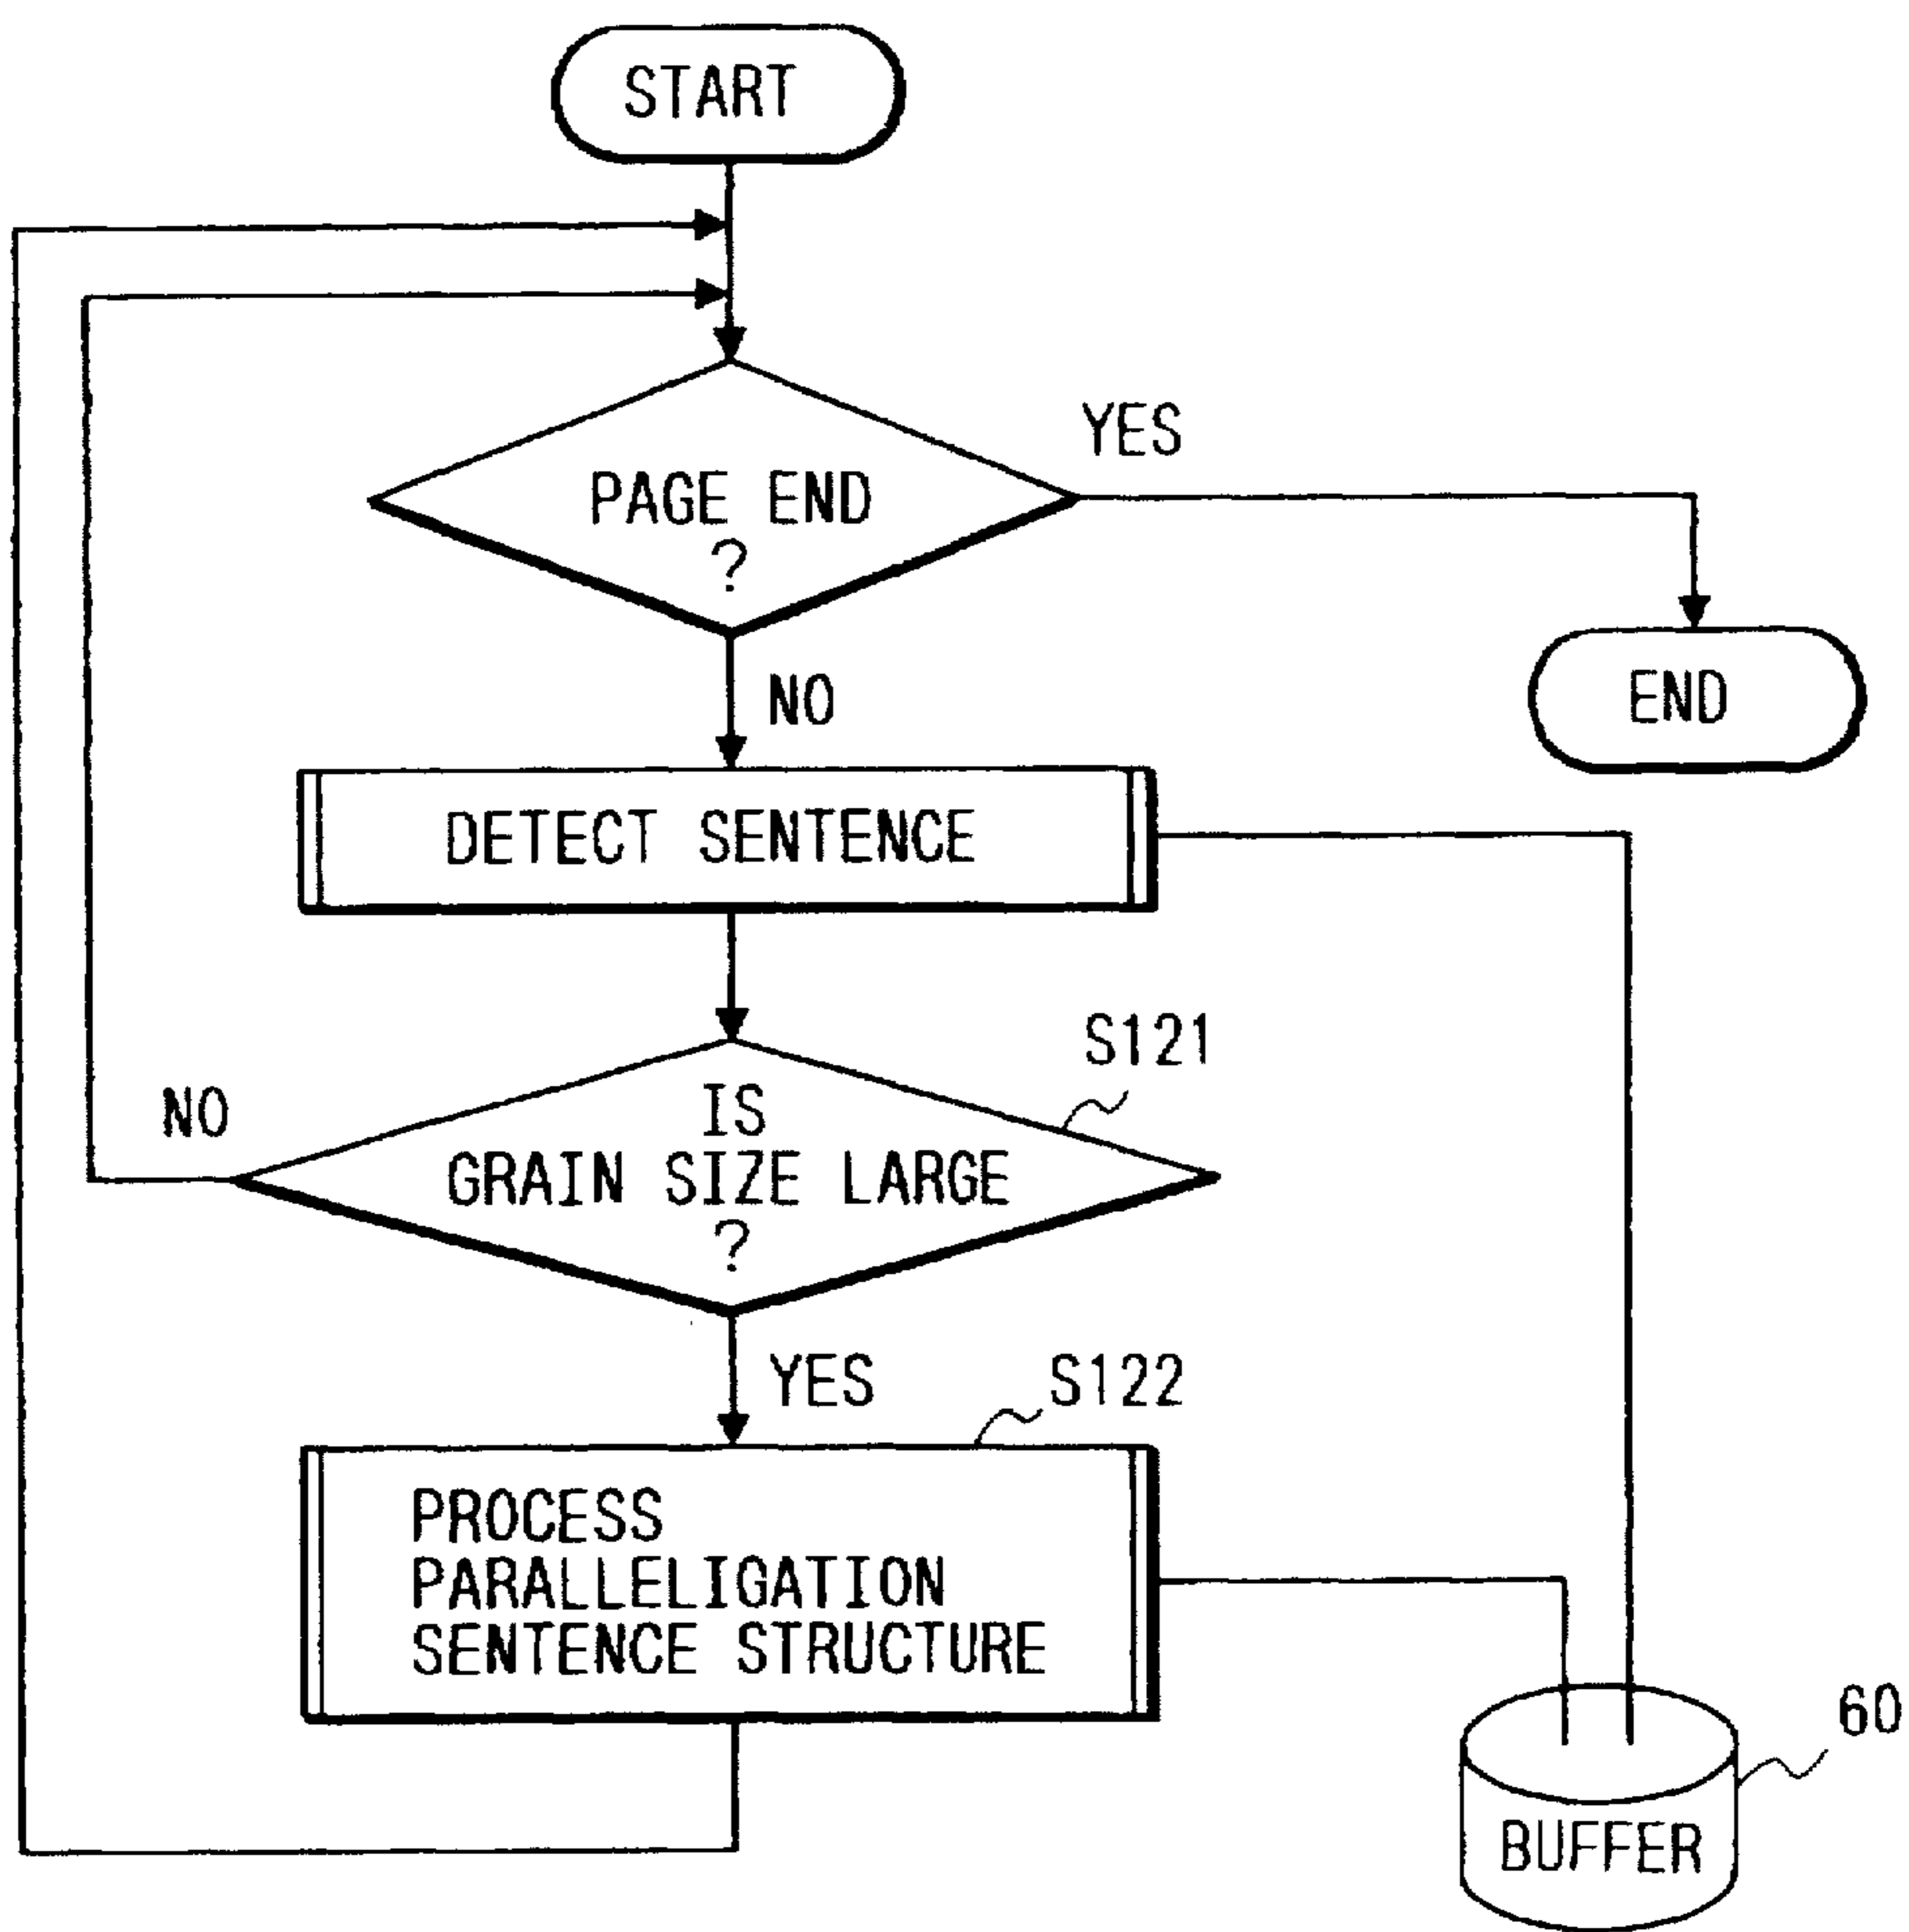 START
YES
PAGE END
?
NO
END
DETECT SENTENCE
S121
NO
IS
GRAIN SIZE LARGE
?
YES
S122
PROCESS
PARALLELIGATION
SENTENCE STRUCTURE
60
BUFFER